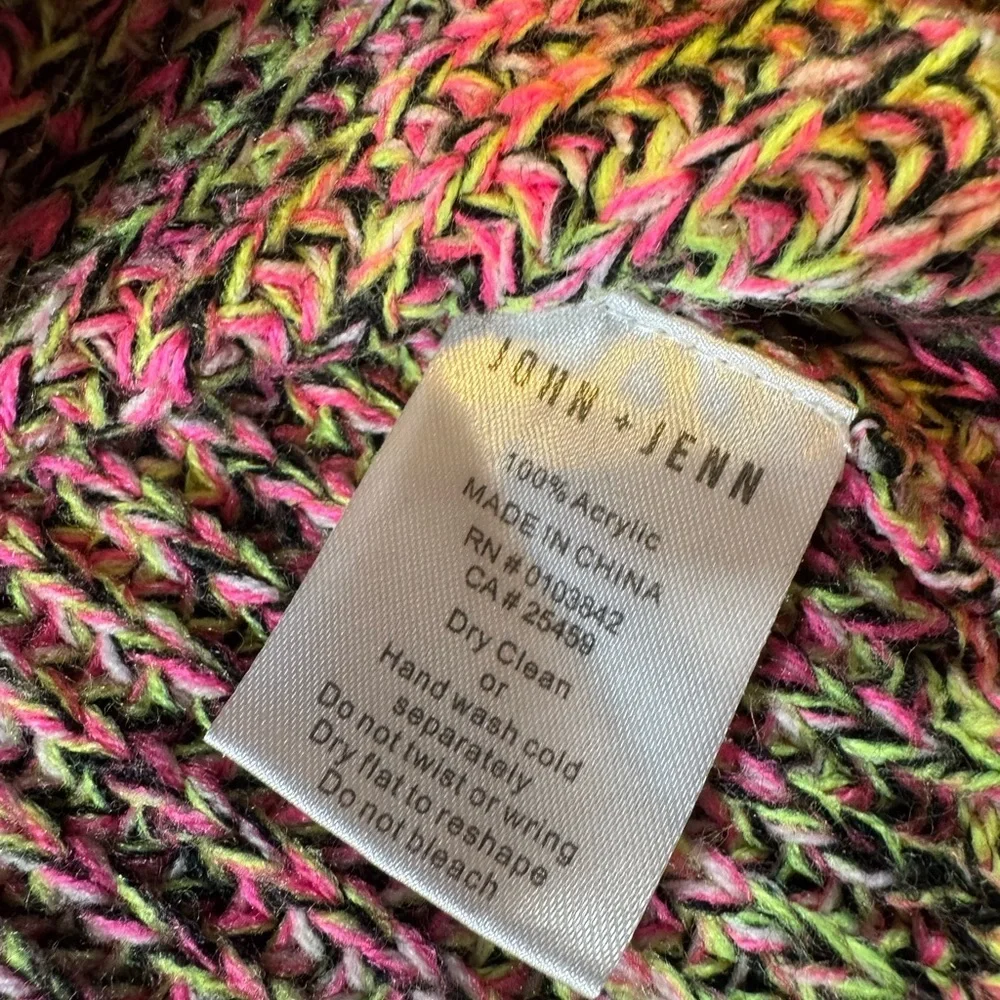 JOHN + JENN
100% Acrylic
MADE IN CHINA
RN # 0103842
CA # 25459
Dry Clean
or
Hand wash cold
separately
Do not twist or wring
Dry flat to reshape
Do not bleach